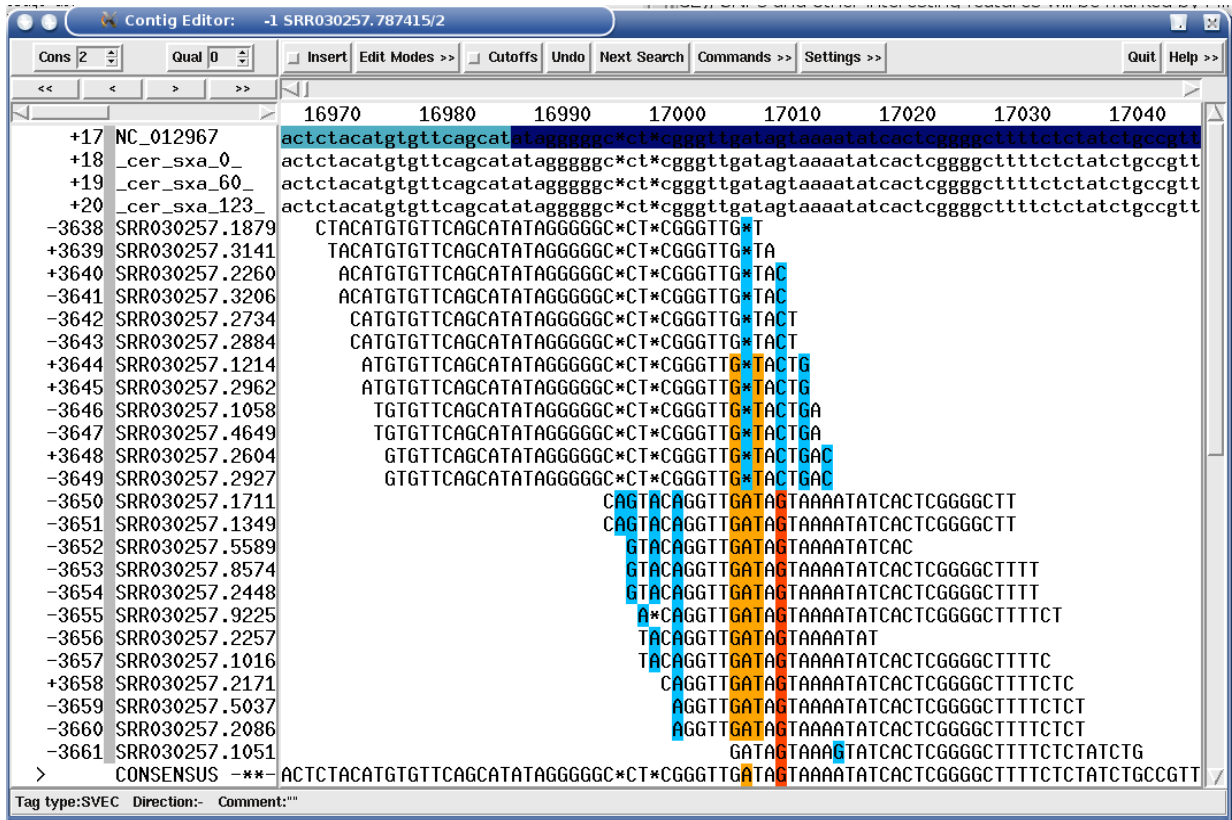 Contig Editor: -1 SRR030257.787415/2
Cons 2 Qual 0 Insert Edit Modes >> Cutoffs Undo Next Search Commands >> Settings >> Quit Help >>
<< < > >>
16970 16980 16990 17000 17010 17020 17030 17040
+17 NC_012967 actctacatgtgttcagcatatagggggc*ct*cgggttgatagtaaaatatcactcggggcttttctctatctgccgtt
+18 _cer_sxa_0_ actctacatgtgttcagcatatagggggc*ct*cgggttgatagtaaaatatcactcggggcttttctctatctgccgtt
+19 _cer_sxa_60_ actctacatgtgttcagcatatagggggc*ct*cgggttgatagtaaaatatcactcggggcttttctctatctgccgtt
+20 _cer_sxa_123_ actctacatgtgttcagcatatagggggc*ct*cgggttgatagtaaaatatcactcggggcttttctctatctgccgtt
-3638 SRR030257.1879 CTACATGTGTTCAGCATATAGGGGGC*CT*CGGGTTG*T
+3639 SRR030257.3141 TACATGTGTTCAGCATATAGGGGGC*CT*CGGGTTG*TA
+3640 SRR030257.2260 ACATGTGTTCAGCATATAGGGGGC*CT*CGGGTTG*TAC
-3641 SRR030257.3206 ACATGTGTTCAGCATATAGGGGGC*CT*CGGGTTG*TAC
-3642 SRR030257.2734 CATGTGTTCAGCATATAGGGGGC*CT*CGGGTTG*TACT
-3643 SRR030257.2884 CATGTGTTCAGCATATAGGGGGC*CT*CGGGTTG*TACT
+3644 SRR030257.1214 ATGTGTTCAGCATATAGGGGGC*CT*CGGGTTG*TACTG
+3645 SRR030257.2962 ATGTGTTCAGCATATAGGGGGC*CT*CGGGTTG*TACTG
-3646 SRR030257.1058 TGTGTTCAGCATATAGGGGGC*CT*CGGGTTG*TACTGA
-3647 SRR030257.4649 TGTGTTCAGCATATAGGGGGC*CT*CGGGTTG*TACTGA
+3648 SRR030257.2604 GTGTTCAGCATATAGGGGGC*CT*CGGGTTG*TACTGAC
-3649 SRR030257.2927 GTGTTCAGCATATAGGGGGC*CT*CGGGTTG*TACTGAC
-3650 SRR030257.1711 CAGTACAGGTTGATAGTAAAATATCACTCGGGGCTT
-3651 SRR030257.1349 CAGTACAGGTTGATAGTAAAATATCACTCGGGGCTT
-3652 SRR030257.5589 GTACAGGTTGATAGTAAAATATCAC
-3653 SRR030257.8574 GTACAGGTTGATAGTAAAATATCACTCGGGGCTTTT
-3654 SRR030257.2448 GTACAGGTTGATAGTAAAATATCACTCGGGGCTTTT
-3655 SRR030257.9225 A*CAGGTTGATAGTAAAATATCACTCGGGGCTTTTCT
-3656 SRR030257.2257 TACAGGTTGATAGTAAAATAT
-3657 SRR030257.1016 TACAGGTTGATAGTAAAATATCACTCGGGGCTTTTC
+3658 SRR030257.2171 CAGGTTGATAGTAAAATATCACTCGGGGCTTTTCTC
-3659 SRR030257.5037 AGGTTGATAGTAAAATATCACTCGGGGCTTTTCTCT
-3660 SRR030257.2086 AGGTTGATAGTAAAATATCACTCGGGGCTTTTCTCT
-3661 SRR030257.1051 GATAGTAAAGTATCACTCGGGGCTTTTCTCTATCTG
> CONSENSUS -**- ACTCTACATGTGTTCAGCATATAGGGGGC*CT*CGGGTTGATAGTAAAATATCACTCGGGGCTTTTCTCTATCTGCCGTT
Tag type:SVEC Direction:- Comment:""